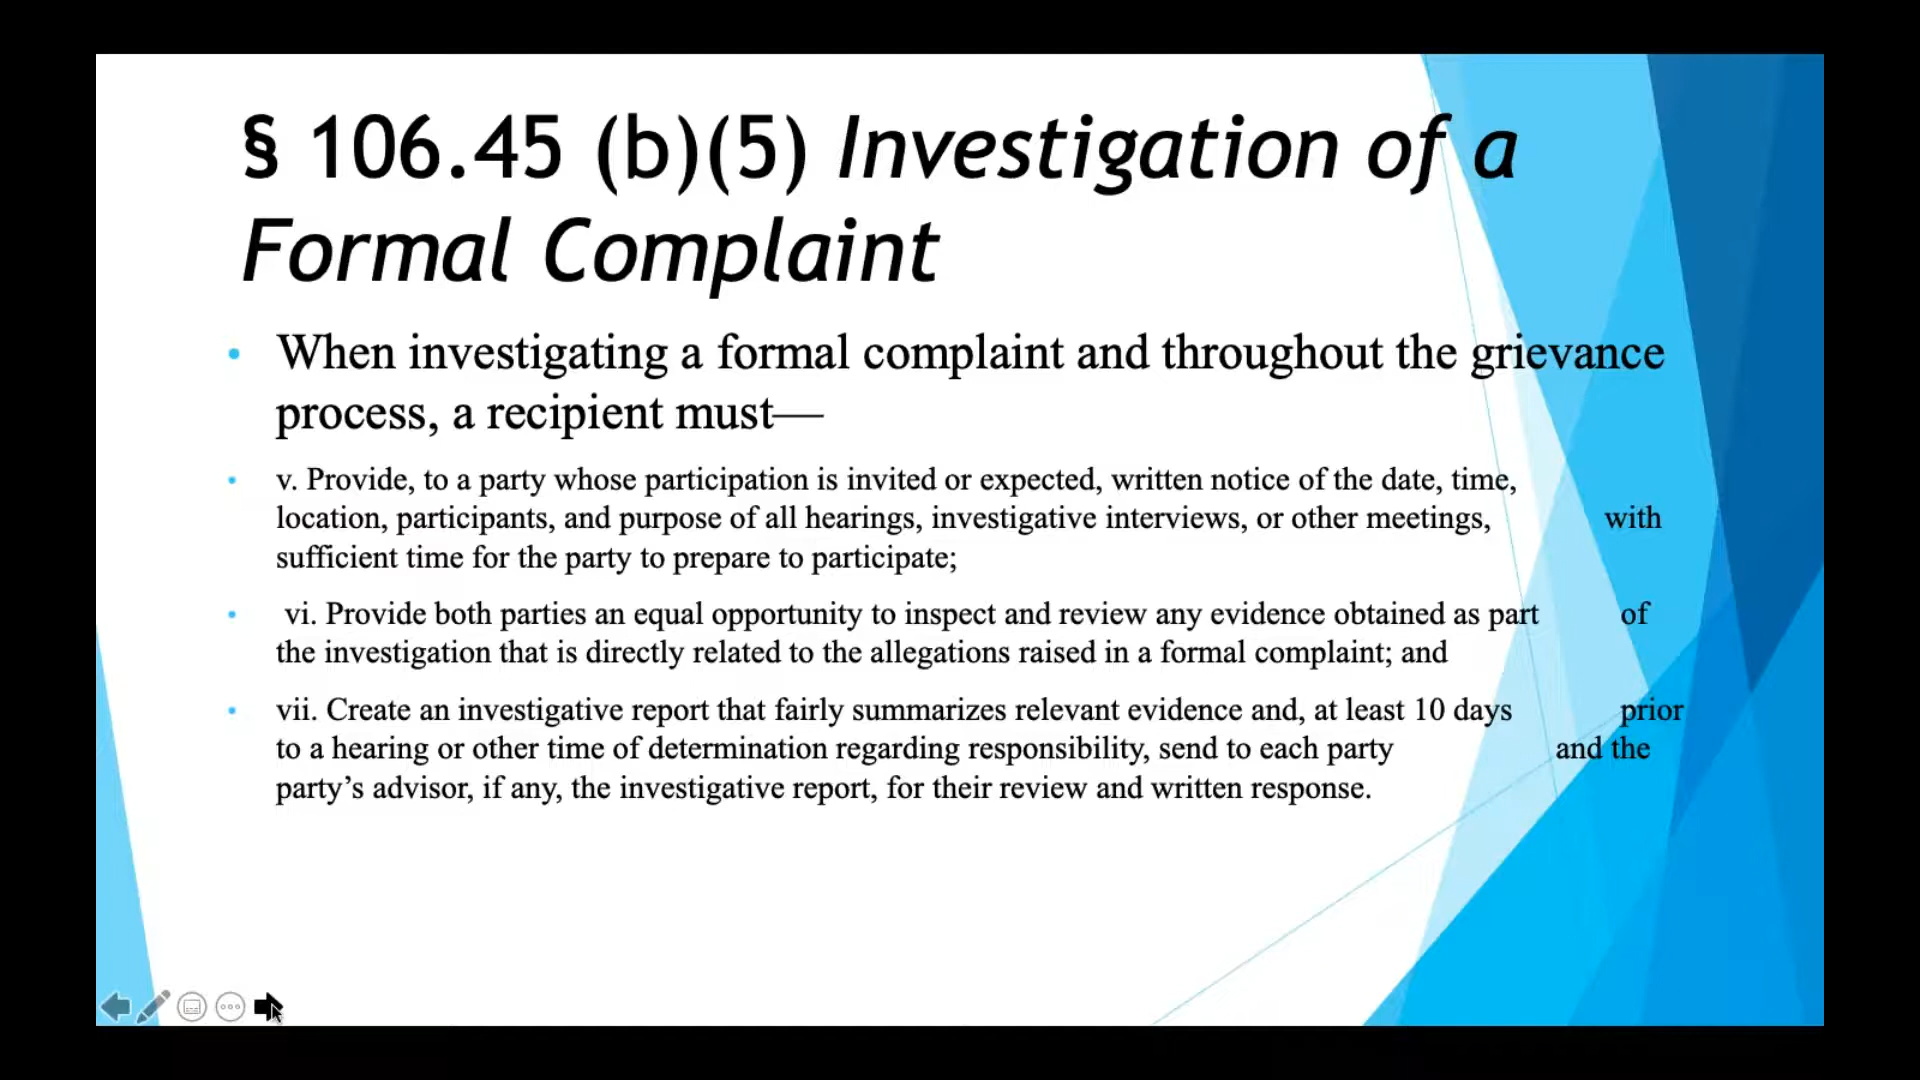 § 106.45 (b)(5) Investigation of a
Formal Complaint
• When investigating a formal complaint and throughout the grievance
process, a recipient must—
• v. Provide, to a party whose participation is invited or expected, written notice of the date, time,
location, participants, and purpose of all hearings, investigative interviews, or other meetings, with
sufficient time for the party to prepare to participate;
• vi. Provide both parties an equal opportunity to inspect and review any evidence obtained as part of
the investigation that is directly related to the allegations raised in a formal complaint; and
• vii. Create an investigative report that fairly summarizes relevant evidence and, at least 10 days prior
to a hearing or other time of determination regarding responsibility, send to each party and the
party’s advisor, if any, the investigative report, for their review and written response.